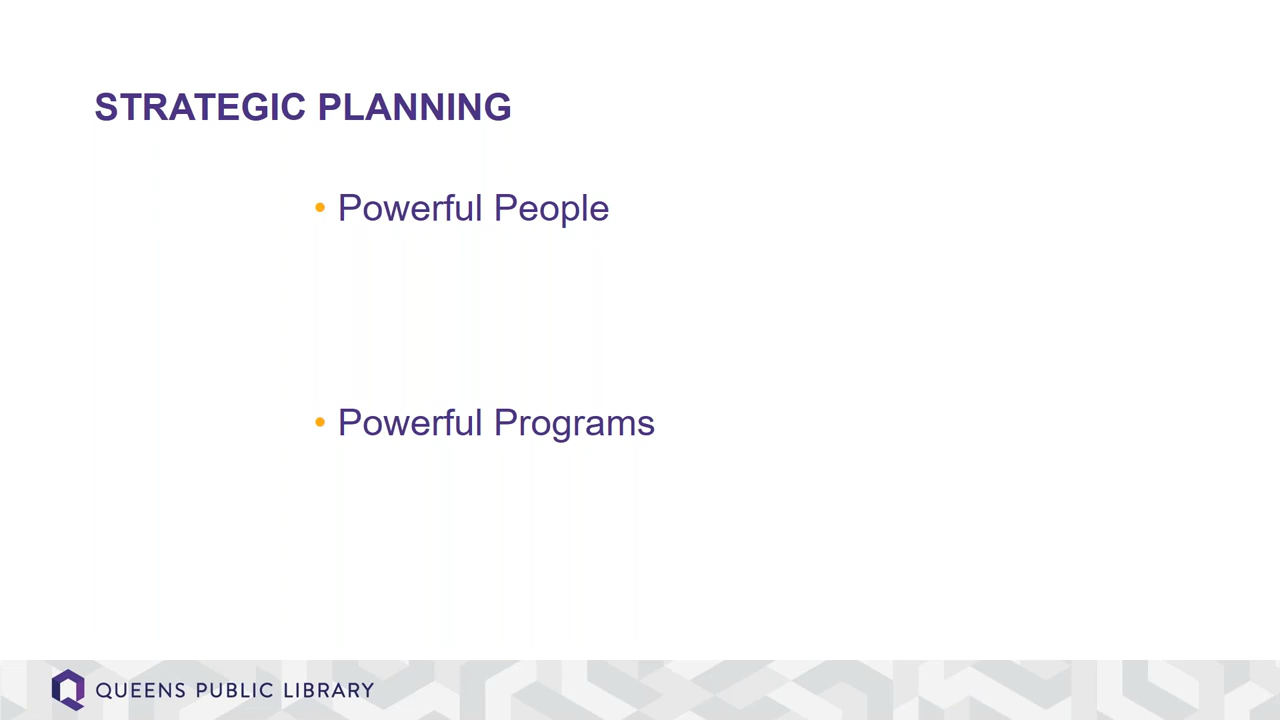 STRATEGIC PLANNING
• Powerful People
• Powerful Programs
QUEENS PUBLIC LIBRARY